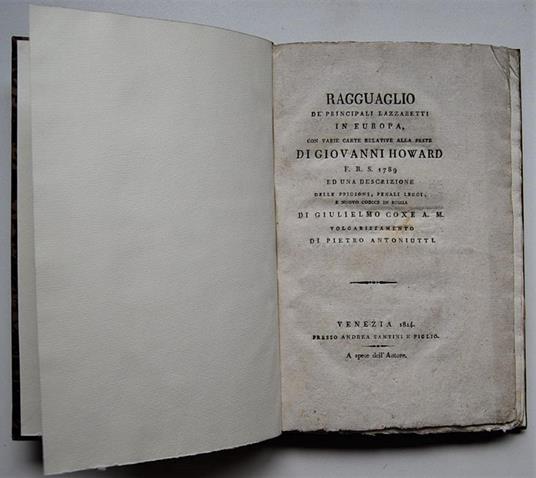 RAGGUAGLIO
DE' PRINCIPALI LAZZARETTI
IN EUROPA,
CON VARIE CARTE RELATIVE ALLA PESTE
DI GIOVANNI HOWARD
F. R. S. 1789
ED UNA DESCRIZIONE
DELLE PRIGIONI, PENALI LEGGI,
E NUOVO CODICE IN RUSSIA
DI GIULIELMO COXE A. M.
VOLGARIZZAMENTO
DI PIETRO ANTONIUTTI.
VENEZIA 1814.
PRESSO ANDREA SANTINI E FIGLIO.
A spese dell'Autore.